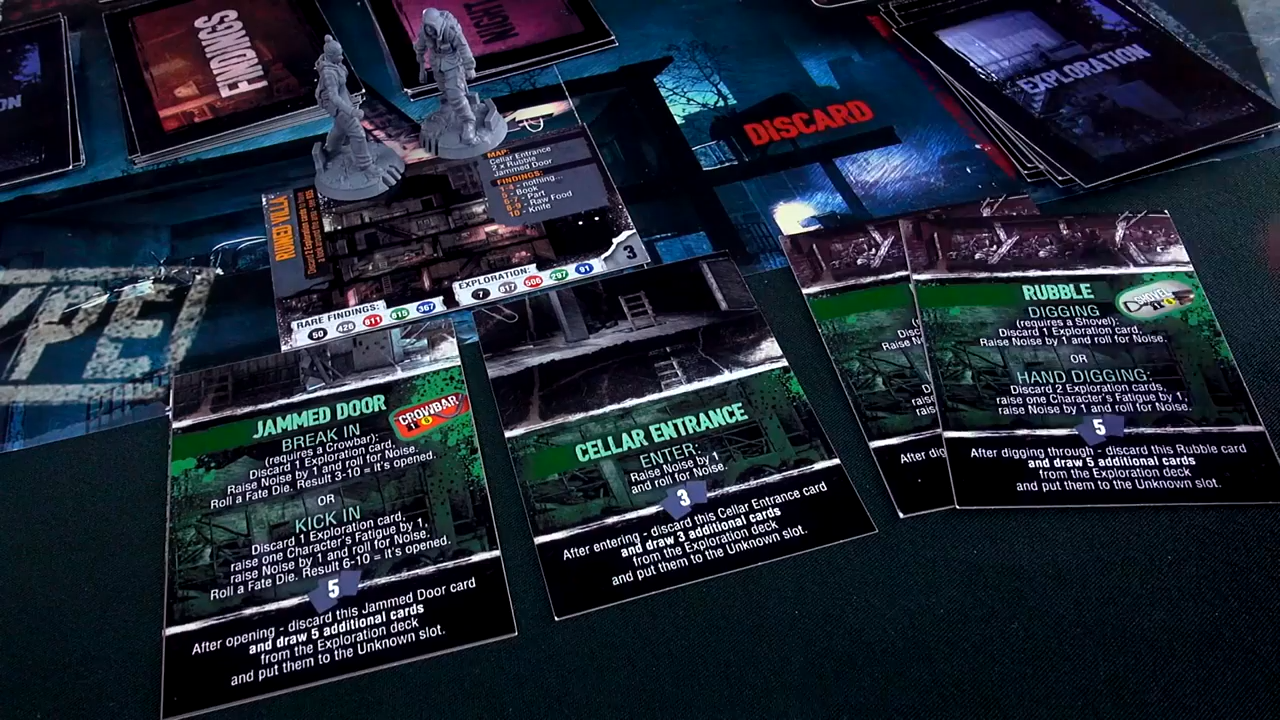 FINDINGS
NIGHT
EXPLORATION
DISCARD
RUINED VILLA
MAP:
Cellar Entrance
2 x Rubble
Jammed Door
FINDINGS:
1-4 - nothing...
5 - Book
6-7 - Part
8-9 - Raw Food
10 - Knife
3
RARE FINDINGS:
EXPLORATION:
7 617 506 297 91
JAMMED DOOR
CROWBAR
BREAK IN
(requires a Crowbar):
Discard 1 Exploration card,
Raise Noise by 1 and roll for Noise.
Roll a Fate Die. Result 3-10 = it's opened.
OR
KICK IN
Discard 1 Exploration card,
raise one Character's Fatigue by 1,
raise Noise by 1 and roll for Noise.
Roll a Fate Die. Result 6-10 = it's opened.
5
After opening - discard this Jammed Door card
and draw 5 additional cards
from the Exploration deck
and put them to the Unknown slot.
CELLAR ENTRANCE
ENTER:
Raise Noise by 1
and roll for Noise.
3
After entering - discard this Cellar Entrance card
and draw 3 additional cards
from the Exploration deck
and put them to the Unknown slot.
RUBBLE
SHOVEL
DIGGING
(requires a Shovel):
Discard 1 Exploration card,
Raise Noise by 1 and roll for Noise.
OR
HAND DIGGING:
Discard 2 Exploration cards,
raise one Character's Fatigue by 1,
raise Noise by 1 and roll for Noise.
5
After digging through - discard this Rubble card
and draw 5 additional cards
from the Exploration deck
and put them to the Unknown slot.